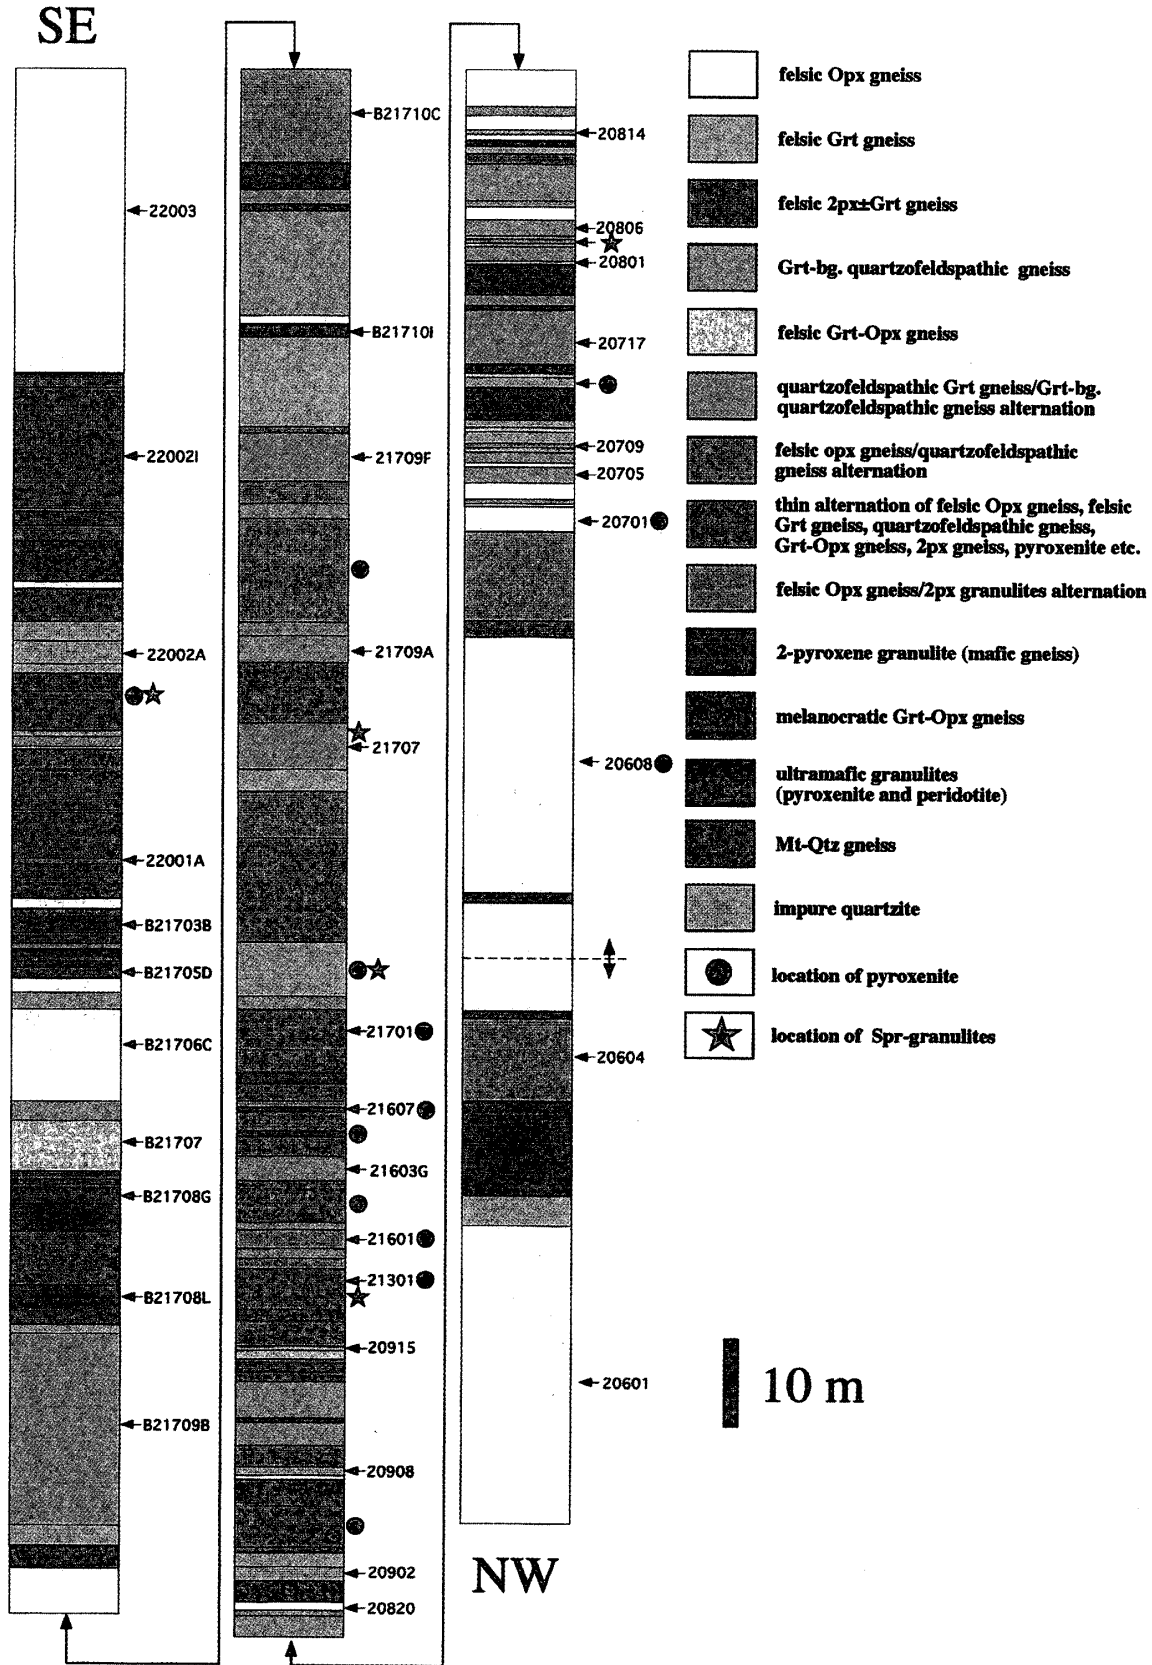 SE
22003
22002I
22002A
22001A
B21703B
B21705D
B21706C
B21707
B21708G
B21708L
B21709B
B21710C
B21710I
21709F
21709A
21707
21701
21607
21603G
21601
21301
20915
20908
20902
20820
20814
20806
20801
20717
20709
20705
20701
20608
20604
20601
NW
felsic Opx gneiss
felsic Grt gneiss
felsic 2px±Grt gneiss
Grt-bg. quartzofeldspathic gneiss
felsic Grt-Opx gneiss
quartzofeldspathic Grt gneiss/Grt-bg.
quartzofeldspathic gneiss alternation
felsic opx gneiss/quartzofeldspathic
gneiss alternation
thin alternation of felsic Opx gneiss, felsic
Grt gneiss, quartzofeldspathic gneiss,
Grt-Opx gneiss, 2px gneiss, pyroxenite etc.
felsic Opx gneiss/2px granulites alternation
2-pyroxene granulite (mafic gneiss)
melanocratic Grt-Opx gneiss
ultramafic granulites
(pyroxenite and peridotite)
Mt-Qtz gneiss
impure quartzite
location of pyroxenite
location of Spr-granulites
10 m